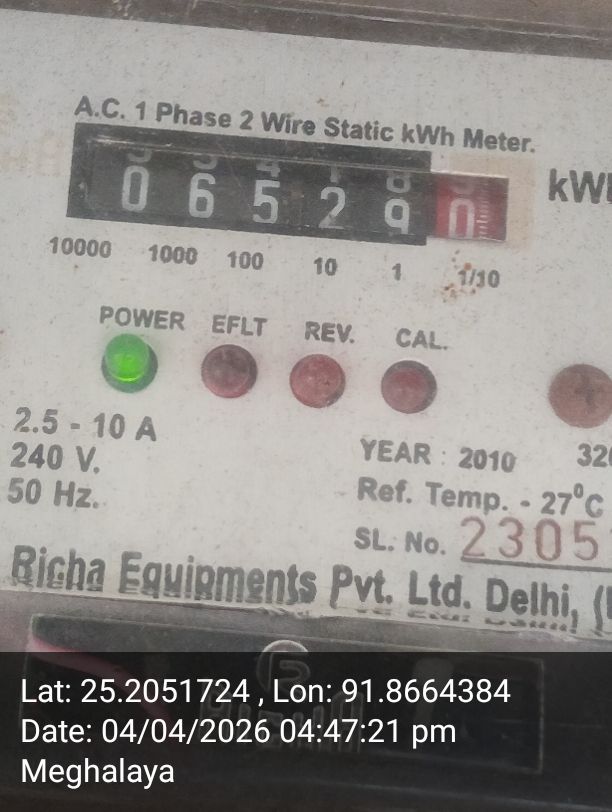 A.C. 1 Phase 2 Wire Static kWh Meter.
0 6 5 2 9 0
10000 1000 100 10 1 1/10
POWER EFLT REV. CAL.
2.5 - 10 A
240 V.
50 Hz.
YEAR : 2010
Ref. Temp. - 27°C
SL. No. 2305
Richa Equipments Pvt. Ltd. Delhi,
Lat: 25.2051724 , Lon: 91.8664384
Date: 04/04/2026 04:47:21 pm
Meghalaya